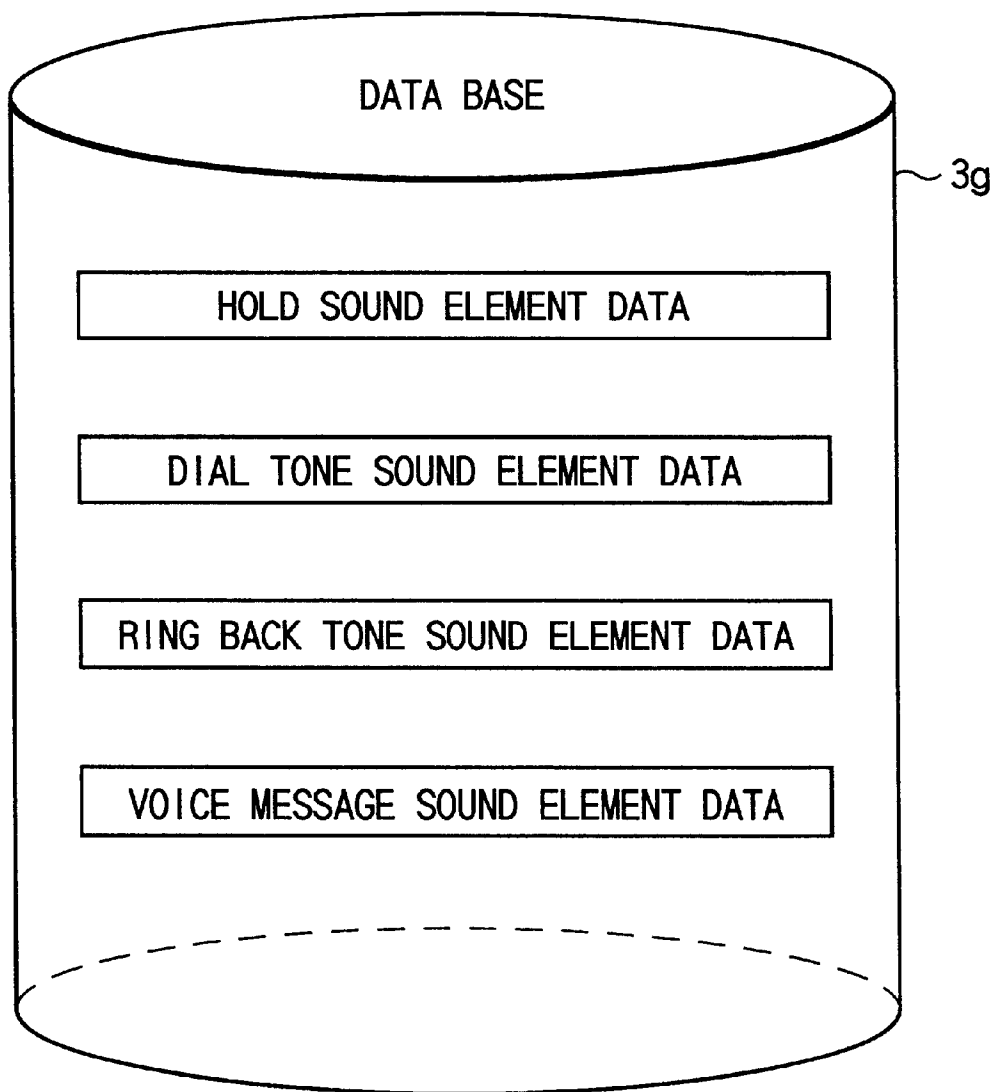 DATA BASE
3g
HOLD SOUND ELEMENT DATA
DIAL TONE SOUND ELEMENT DATA
RING BACK TONE SOUND ELEMENT DATA
VOICE MESSAGE SOUND ELEMENT DATA